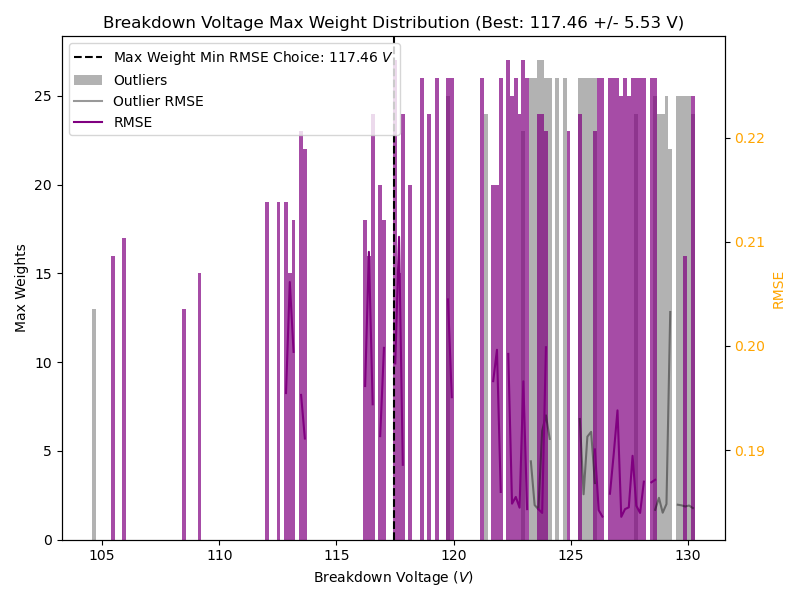 Breakdown Voltage Max Weight Distribution (Best: 117.46 +/- 5.53 V)
Max Weight Min RMSE Choice: 117.46 V
Outliers
Outlier RMSE
RMSE
25
20
15
10
5
0
Max Weights
0.22
0.21
0.20
0.19
RMSE
105 110 115 120 125 130
Breakdown Voltage (V)